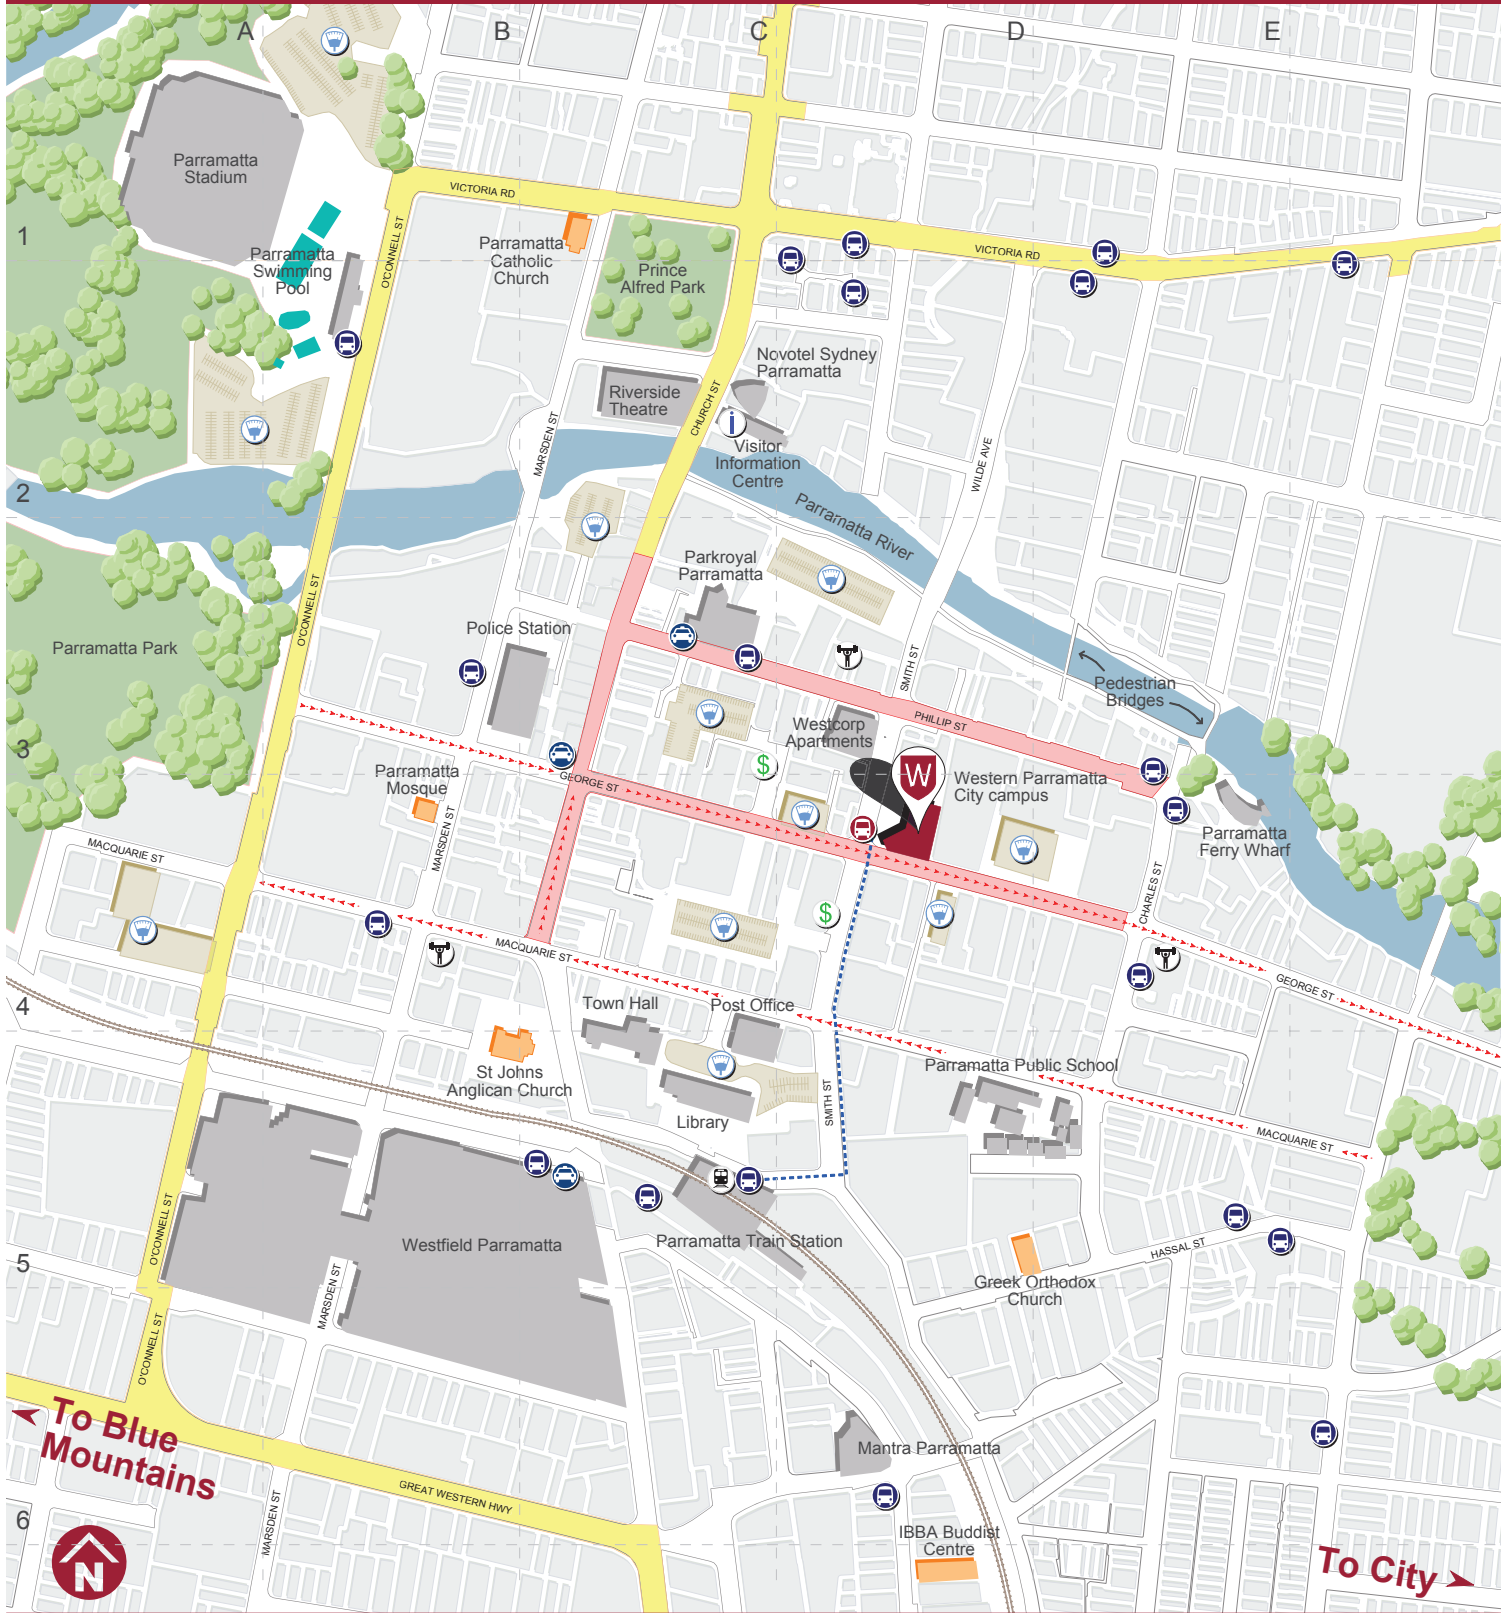 A
B
C
D
E
1
2
3
4
5
6
Parramatta
Stadium
VICTORIA RD
VICTORIA RD
Parramatta
Catholic
Church
Prince
Alfred Park
Parramatta
Swimming
Pool
O'CONNELL ST
Novotel Sydney
Parramatta
Riverside
Theatre
CHURCH ST
i
Visitor
Information
Centre
MARSDEN ST
WILDE AVE
Parramatta River
Parkroyal
Parramatta
O'CONNELL ST
Police Station
Parramatta Park
SMITH ST
Pedestrian
Bridges
PHILLIP ST
Westcorp
Apartments
$
W
Western Parramatta
City campus
GEORGE ST
Parramatta
Mosque
MARSDEN ST
Parramatta
Ferry Wharf
MACQUARIE ST
CHARLES ST
$
MACQUARIE ST
GEORGE ST
Town Hall
Post Office
St Johns
Anglican Church
Parramatta Public School
Library
SMITH ST
MACQUARIE ST
O'CONNELL ST
Westfield Parramatta
Parramatta Train Station
HASSAL ST
Greek Orthodox
Church
MARSDEN ST
O'CONNELL ST
To Blue
Mountains
Mantra Parramatta
GREAT WESTERN HWY
MARSDEN ST
IBBA Buddist
Centre
N
To City